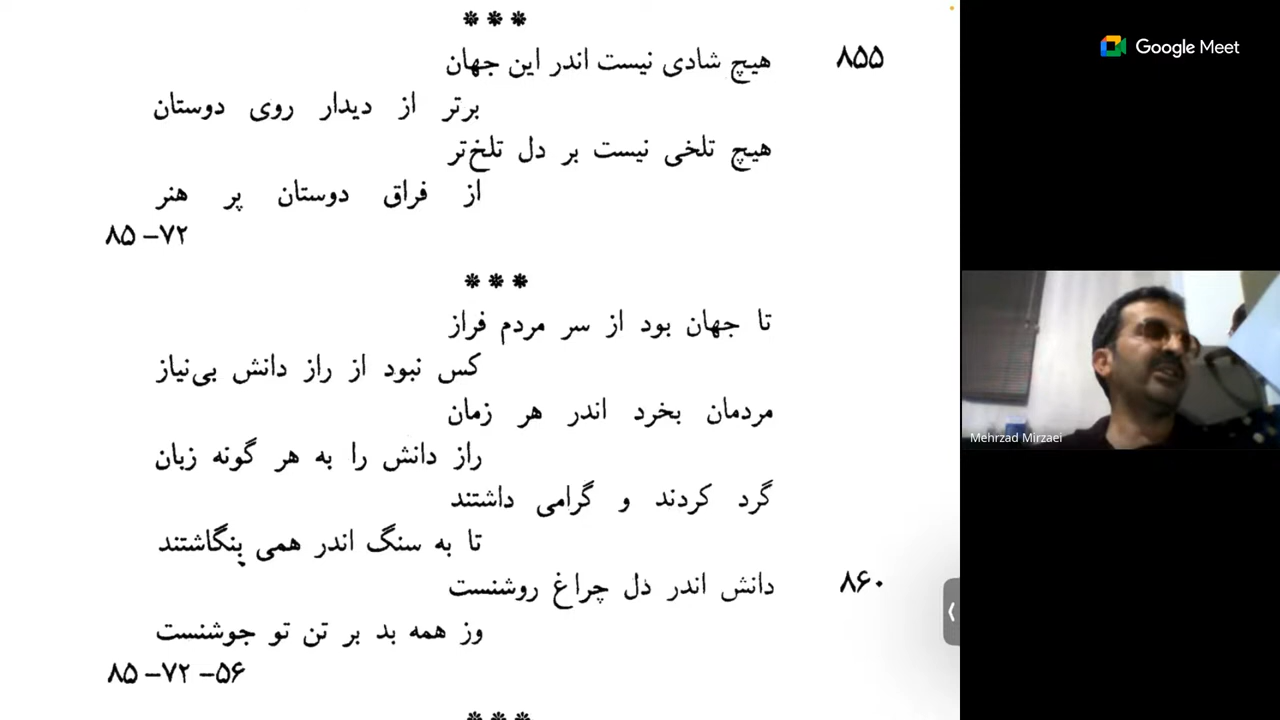 ***
۸۵۵
هیچ شادی نیست اندر این جهان
برتر از دیدار روی دوستان
هیچ تلخی نیست بر دل تلخ‌تر
از فراق دوستان پر هنر
۸۵ –۷۲
***
تا جهان بود از سر مردم فراز
کس نبود از راز دانش بی‌نیاز
مردمان بخرد اندر هر زمان
راز دانش را به هر گونه زبان
گرد کردند و گرامی داشتند
تا به سنگ اندر همی بنگاشتند
۸۶۰
دانش اندر دل چراغ روشنست
وز همه بد بر تن تو جوشنست
۸۵ –۷۲ –۵۶
***
Google Meet
Mehrzad Mirzaei